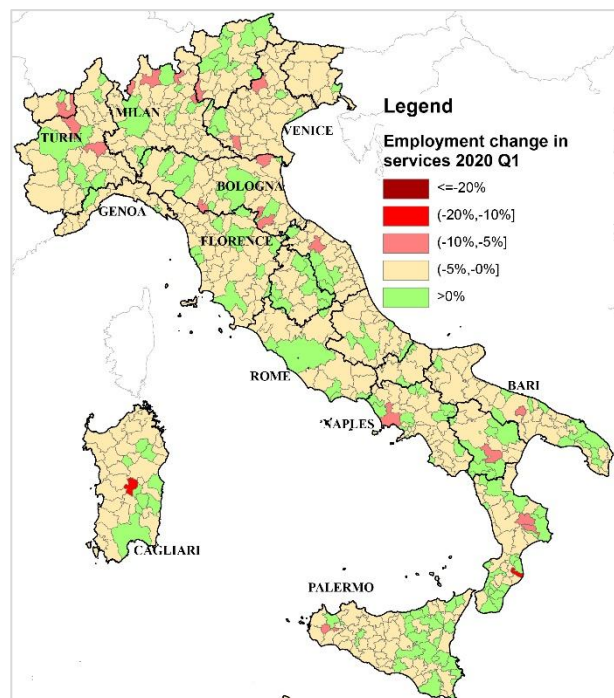 MILAN
TURIN
VENICE
BOLOGNA
GENOA
FLORENCE
ROME
BARI
NAPLES
CAGLIARI
PALERMO
Legend
Employment change in
services 2020 Q1
<=-20%
(-20%,-10%]
(-10%,-5%]
(-5%,-0%]
>0%